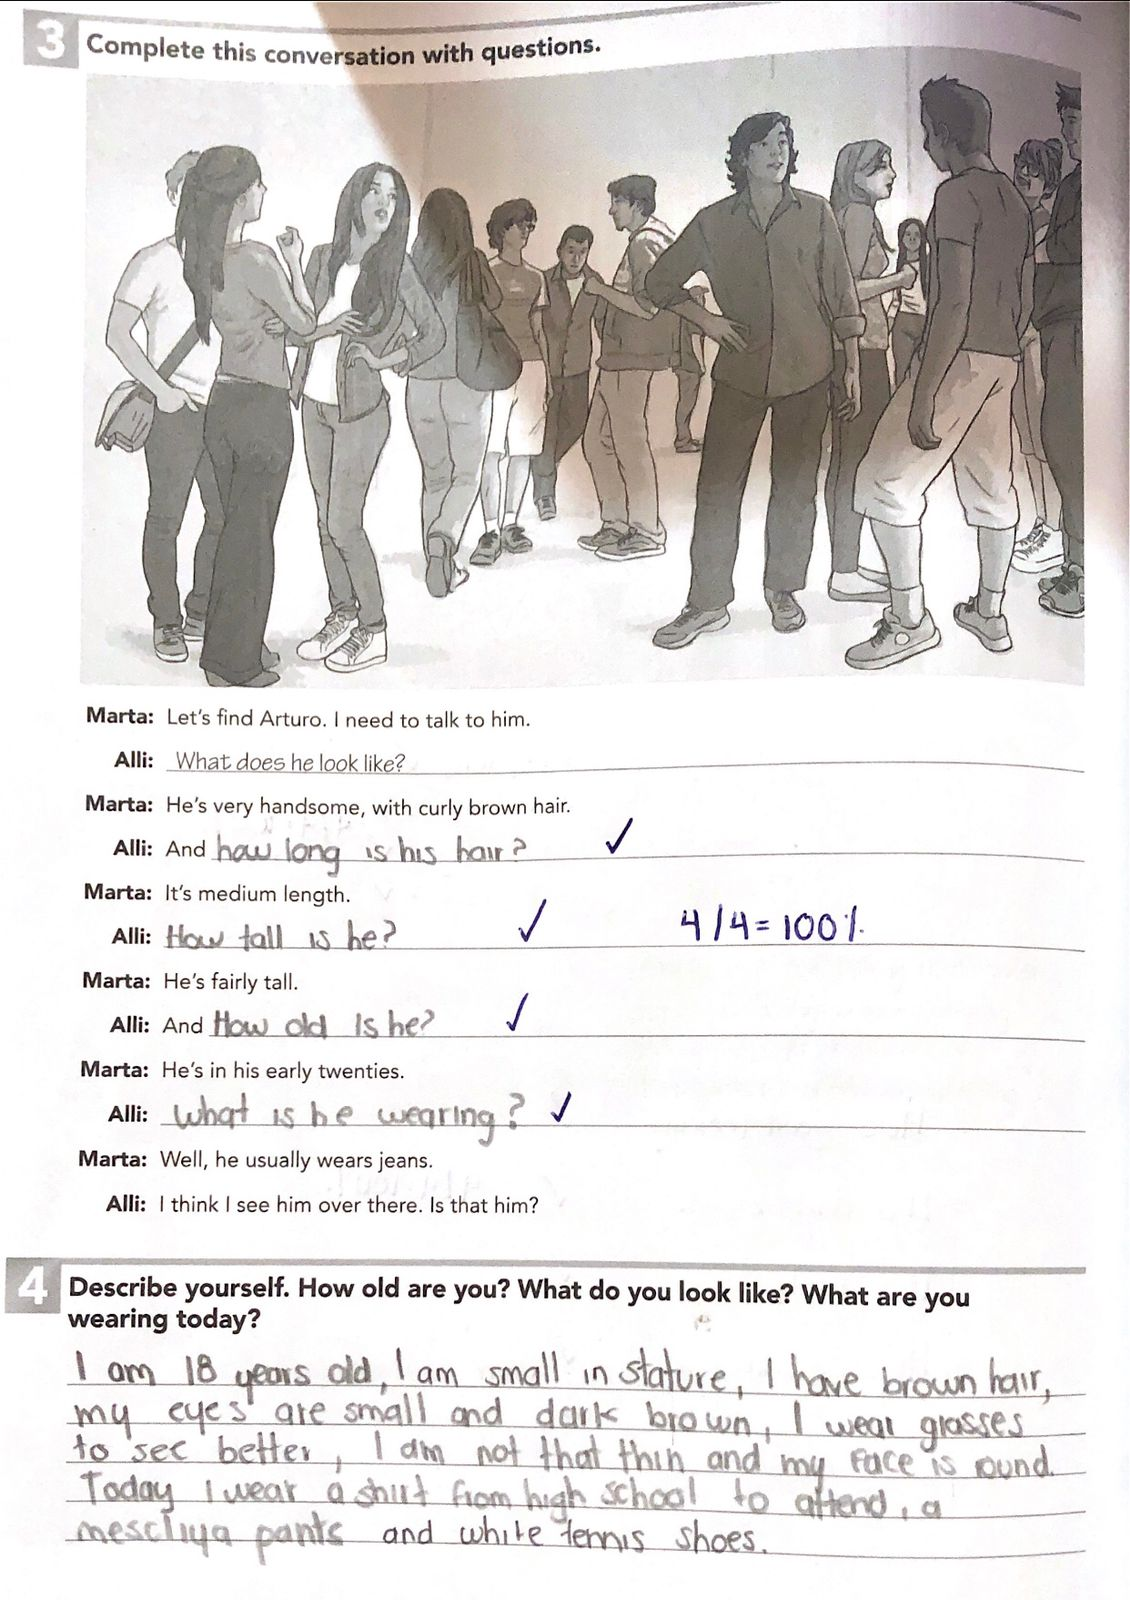 3 Complete this conversation with questions.
Marta: Let's find Arturo. I need to talk to him.
Alli: What does he look like?
Marta: He's very handsome, with curly brown hair.
Alli: And how long is his hair? ✓
Marta: It's medium length.
Alli: How tall is he? ✓ 4/4 = 100%
Marta: He's fairly tall.
Alli: And How old Is he? ✓
Marta: He's in his early twenties.
Alli: What is he wearing? ✓
Marta: Well, he usually wears jeans.
Alli: I think I see him over there. Is that him?
4 Describe yourself. How old are you? What do you look like? What are you
wearing today?
I am 18 years old, I am small in stature, I have brown hair,
my eyes are small and dark brown, I wear glasses
to see better, I am not that thin and my face is round.
Today I wear a shirt from high school to attend, a
mescliya pants and white tennis shoes.